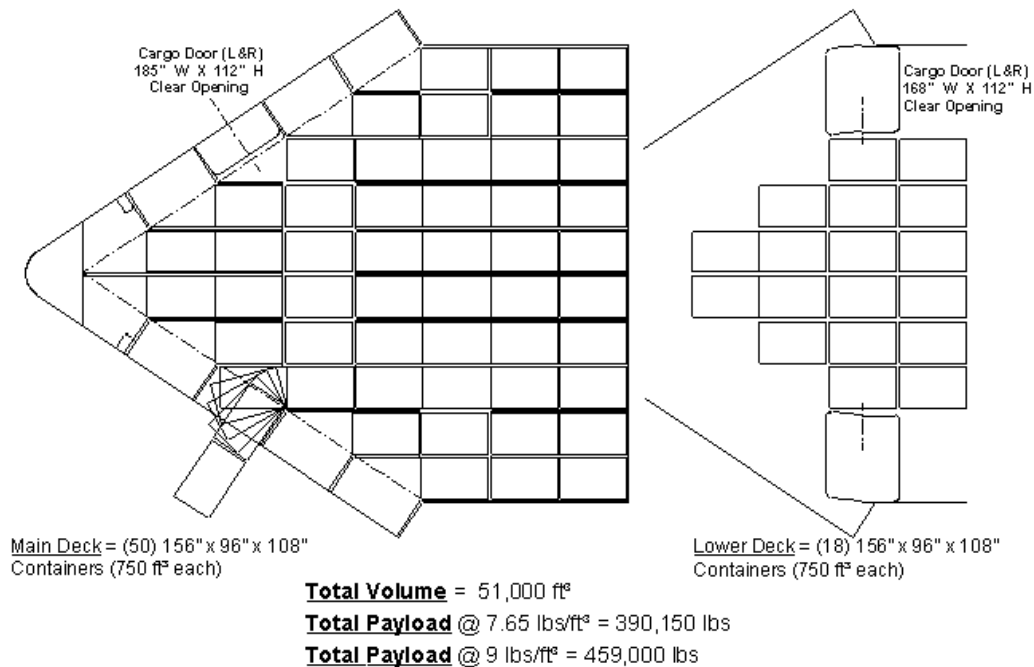 Cargo Door (L&R)
185" W X 112" H
Clear Opening
Cargo Door (L&R)
168" W X 112" H
Clear Opening
Main Deck = (50) 156" x 96" x 108"
Containers (750 ft³ each)
Lower Deck = (18) 156" x 96" x 108"
Containers (750 ft³ each)
Total Volume = 51,000 ft³
Total Payload @ 7.65 lbs/ft³ = 390,150 lbs
Total Payload @ 9 lbs/ft³ = 459,000 lbs